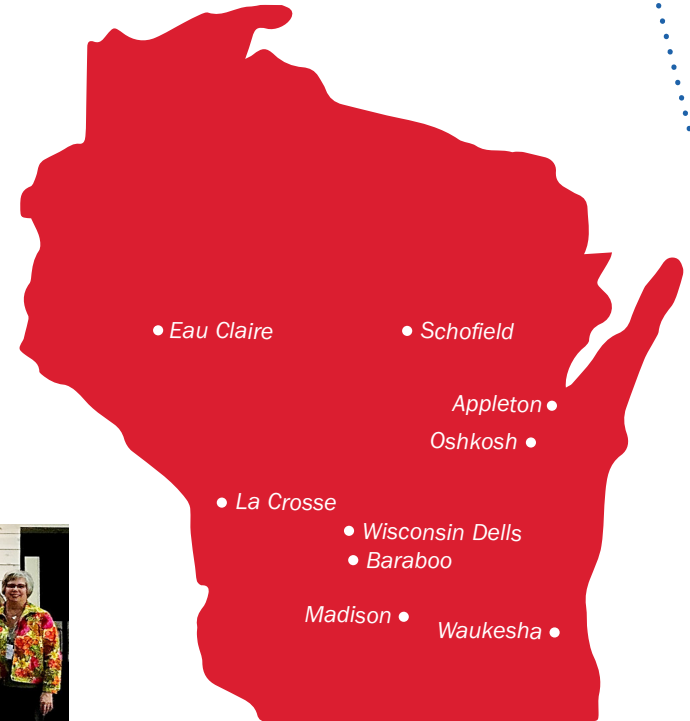 Eau Claire
Schofield
Appleton
Oshkosh
La Crosse
Wisconsin Dells
Baraboo
Madison
Waukesha